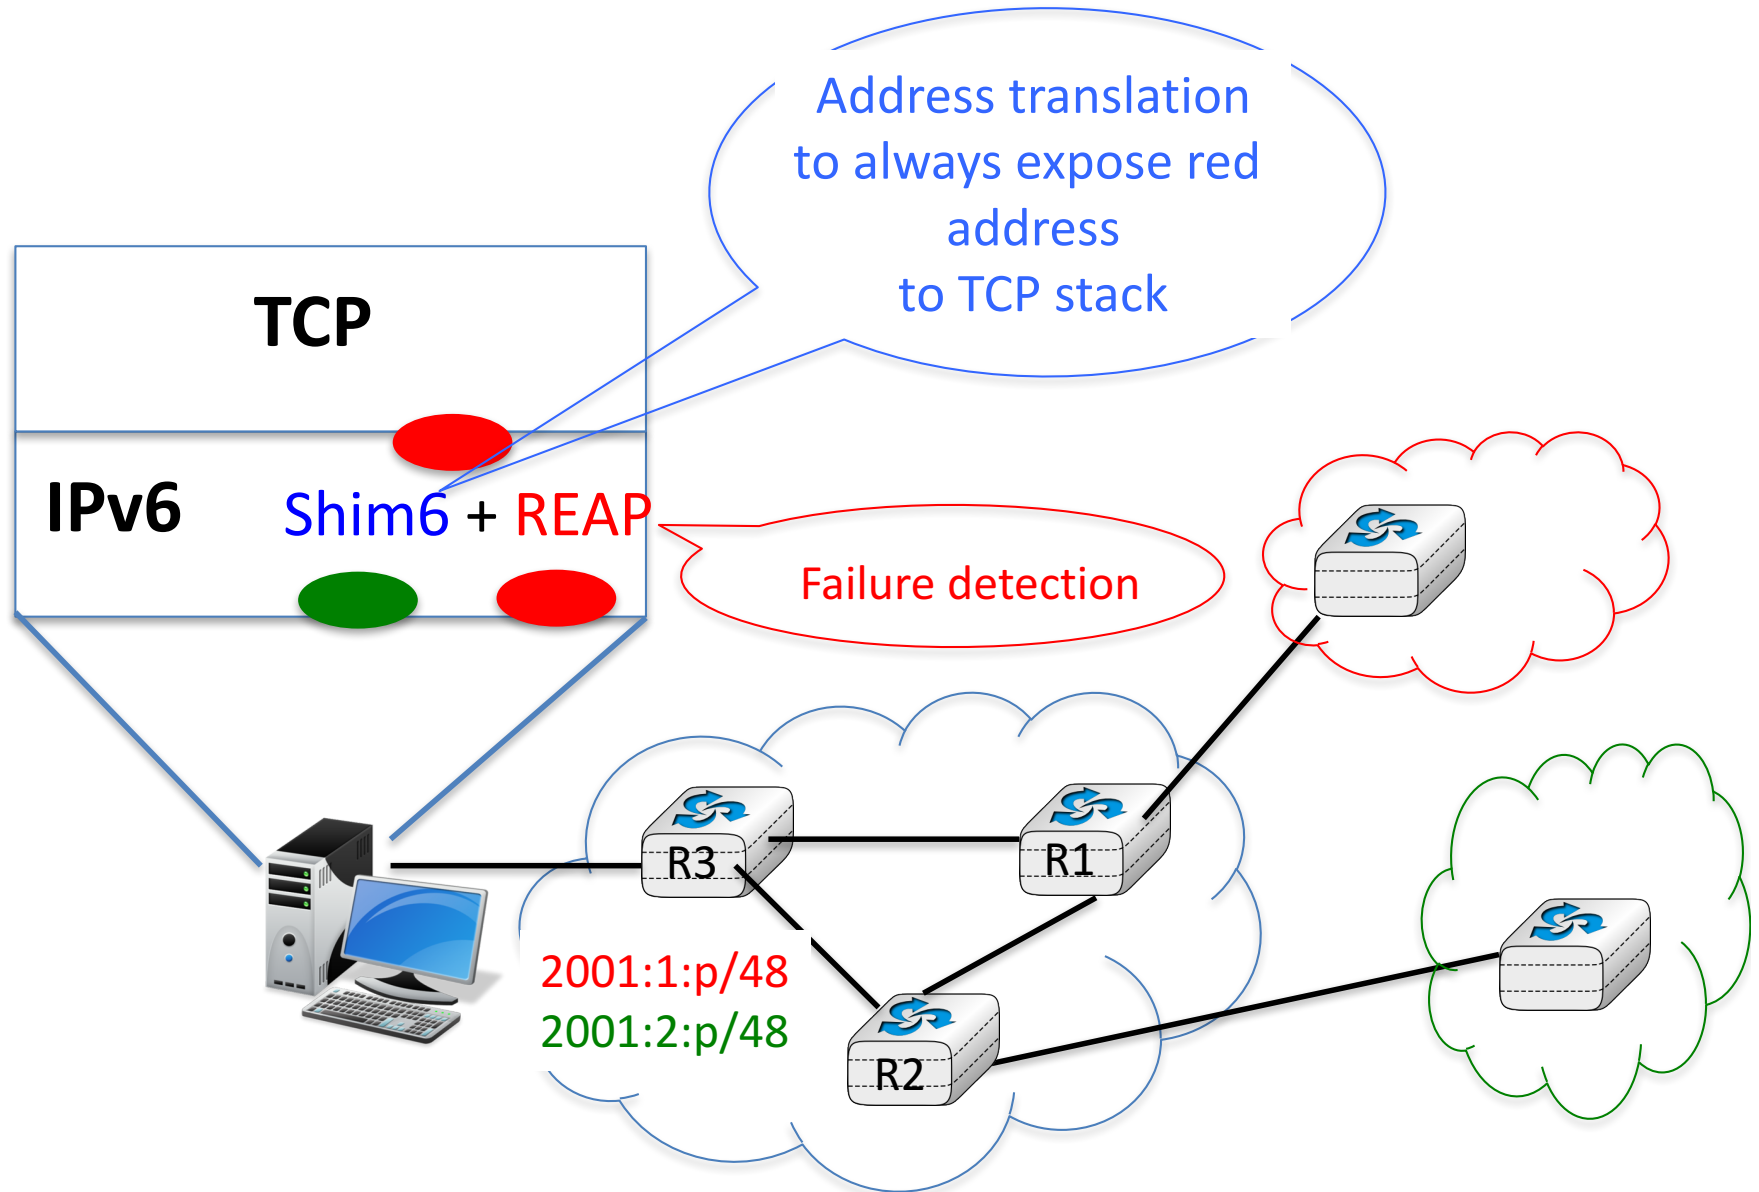 Address translation
to always expose red
address
to TCP stack
TCP
IPv6 Shim6 + REAP
Failure detection
R3
R1
2001:1:p/48
2001:2:p/48
R2